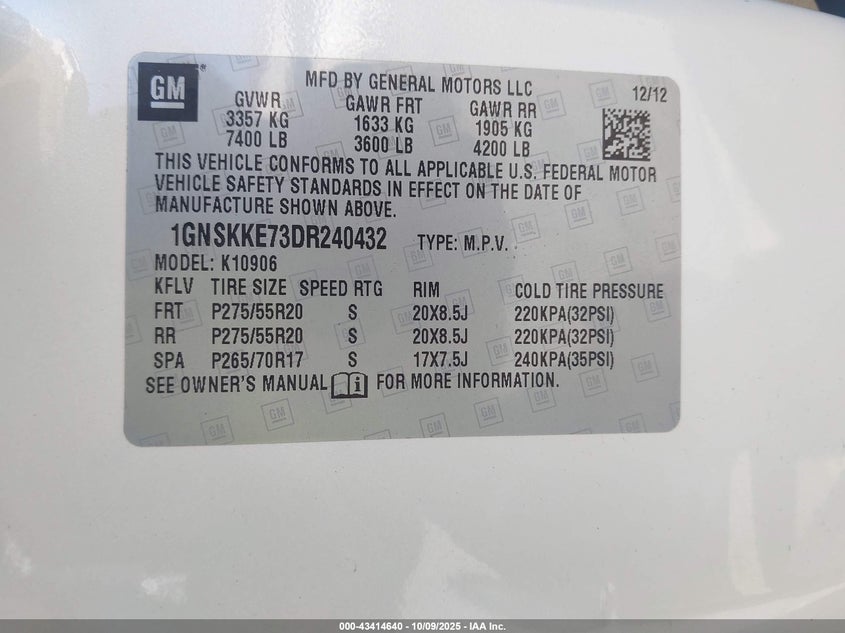 GM
MFD BY GENERAL MOTORS LLC
12/12
GVWR GAWR FRT GAWR RR
3357 KG 1633 KG 1905 KG
7400 LB 3600 LB 4200 LB
THIS VEHICLE CONFORMS TO ALL APPLICABLE U.S. FEDERAL MOTOR
VEHICLE SAFETY STANDARDS IN EFFECT ON THE DATE OF
MANUFACTURE SHOWN ABOVE.
1GNSKKE73DR240432 TYPE: M.P.V.
MODEL: K10906
KFLV TIRE SIZE SPEED RTG RIM COLD TIRE PRESSURE
FRT P275/55R20 S 20X8.5J 220KPA(32PSI)
RR P275/55R20 S 20X8.5J 220KPA(32PSI)
SPA P265/70R17 S 17X7.5J 240KPA(35PSI)
SEE OWNER'S MANUAL FOR MORE INFORMATION.
000-43414640 - 10/09/2025 - IAA Inc.